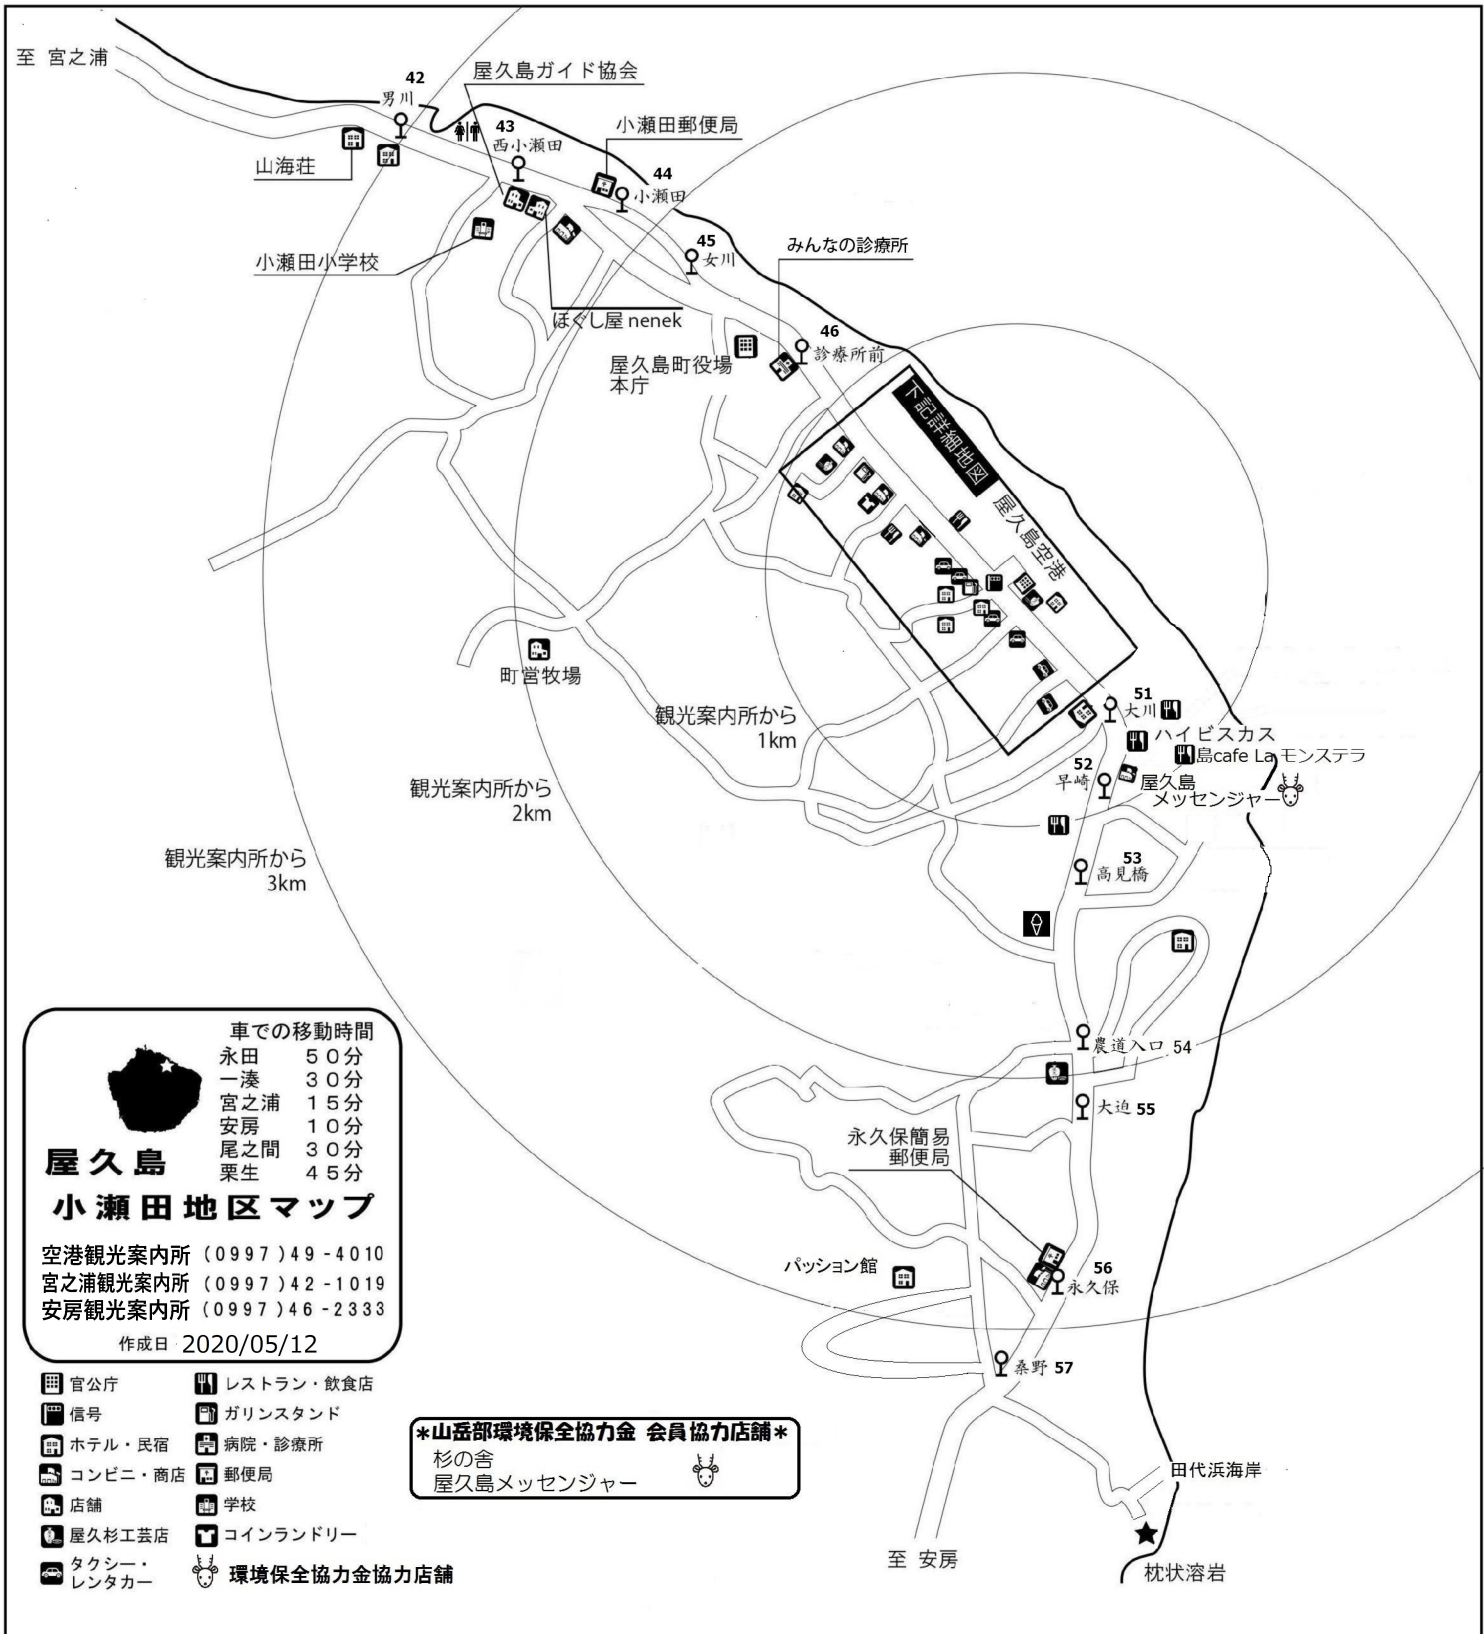 至 宮之浦
42
男川
屋久島ガイド協会
43
西小瀬田
小瀬田郵便局
44
小瀬田
山海荘
小瀬田小学校
45
女川
みんなの診療所
ほぐし屋 nenek
46
診療所前
屋久島町役場
本庁
下記詳細地図
屋久島空港
町営牧場
観光案内所から
1km
観光案内所から
2km
観光案内所から
3km
51
大川
ハイビスカス
島cafe La モンステラ
52
早崎
屋久島
メッセンジャー
53
高見橋
農道入口 54
大迫 55
永久保簡易
郵便局
パッション館
56
永久保
桑野 57
田代浜海岸
枕状溶岩
至 安房
車での移動時間
永田 50分
一湊 30分
宮之浦 15分
安房 10分
尾之間 30分
栗生 45分
屋久島
小瀬田地区マップ
空港観光案内所 (0997)49-4010
宮之浦観光案内所 (0997)42-1019
安房観光案内所 (0997)46-2333
作成日 2020/05/12
官公庁
レストラン・飲食店
信号
ガリンスタンド
ホテル・民宿
病院・診療所
コンビニ・商店
郵便局
店舗
学校
屋久杉工芸店
コインランドリー
タクシー・
レンタカー
環境保全協力金協力店舗
*山岳部環境保全協力金 会員協力店舗*
杉の舎
屋久島メッセンジャー